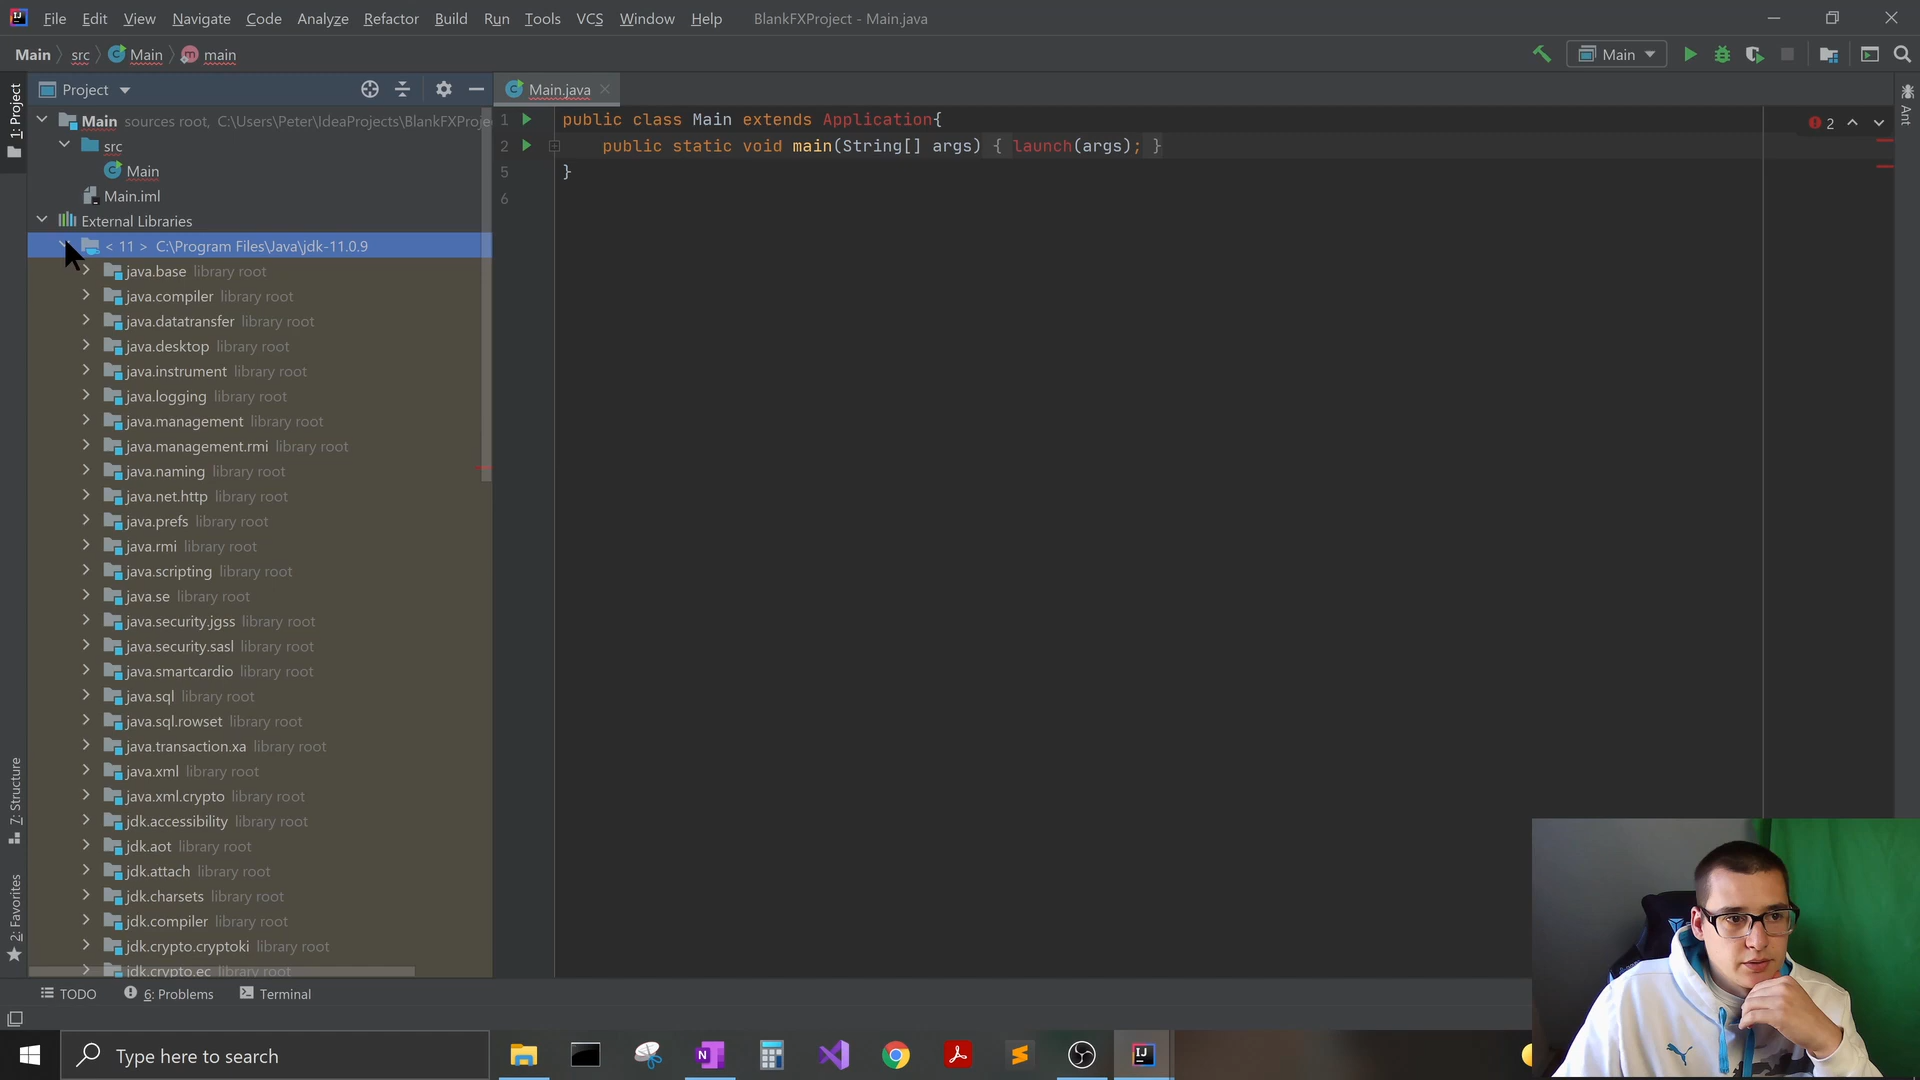 File Edit View Navigate Code Analyze Refactor Build Run Tools VCS Window Help BlankFXProject - Main.java
Main src Main main
Main
Project
Main.java
1: Project
Main sources root, C:\Users\Peter\IdeaProjects\BlankFXProje
src
Main
Main.iml
External Libraries
< 11 > C:\Program Files\Java\jdk-11.0.9
java.base library root
java.compiler library root
java.datatransfer library root
java.desktop library root
java.instrument library root
java.logging library root
java.management library root
java.management.rmi library root
java.naming library root
java.net.http library root
java.prefs library root
java.rmi library root
java.scripting library root
java.se library root
java.security.jgss library root
java.security.sasl library root
java.smartcardio library root
java.sql library root
java.sql.rowset library root
java.transaction.xa library root
java.xml library root
java.xml.crypto library root
jdk.accessibility library root
jdk.aot library root
jdk.attach library root
jdk.charsets library root
jdk.compiler library root
jdk.crypto.cryptoki library root
jdk.crypto.ec library root
1 public class Main extends Application{
2 public static void main(String[] args) { launch(args); }
5 }
6
2
Ant
7: Structure
2: Favorites
TODO 6: Problems Terminal
Type here to search